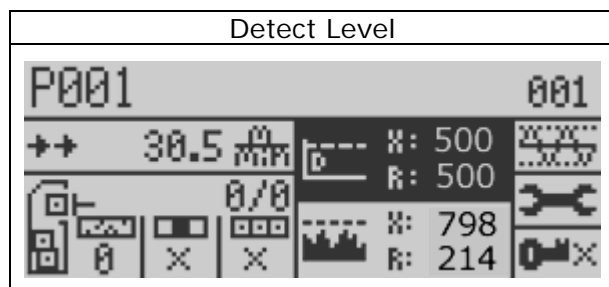 Detect Level
P001 001
30.5 m/min
X: 500
R: 500
0/0
0 X X
X: 798
R: 214
X